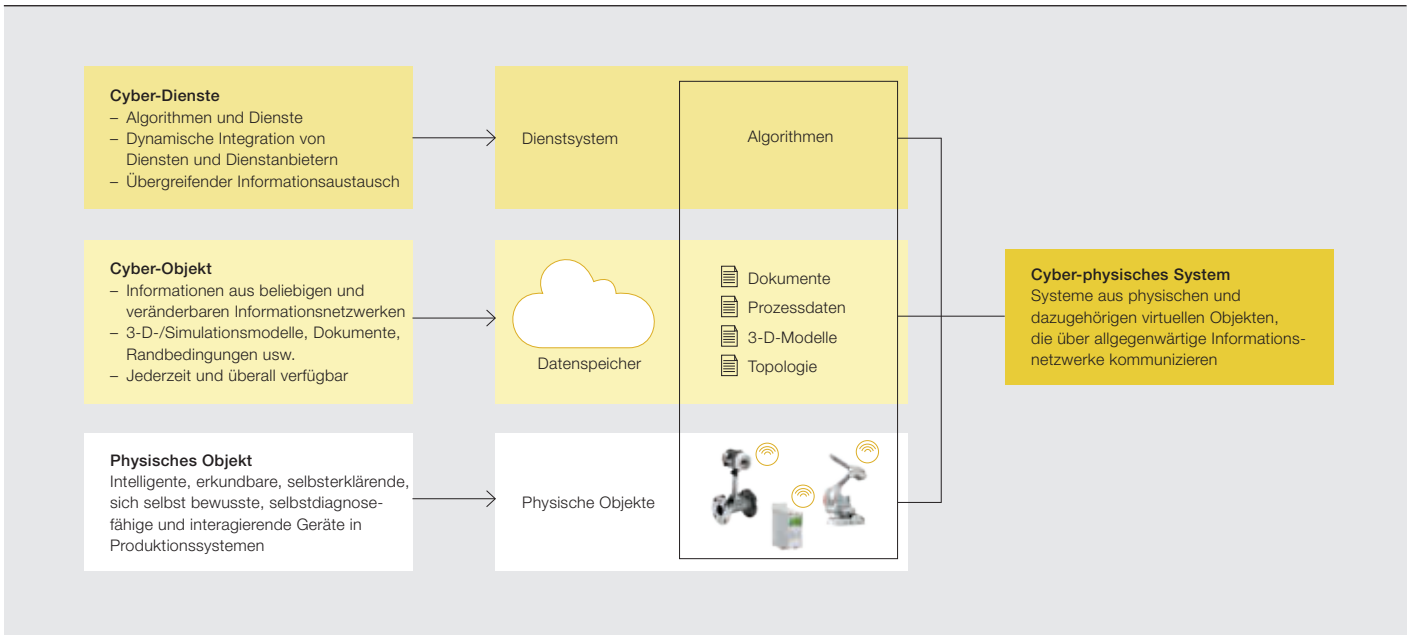 Cyber-Dienste
– Algorithmen und Dienste
– Dynamische Integration von
Diensten und Dienstanbietern
– Übergreifender Informationsaustausch
Dienstsystem
Algorithmen
Cyber-Objekt
– Informationen aus beliebigen und
veränderbaren Informationsnetzwerken
– 3-D-/Simulationsmodelle, Dokumente,
Randbedingungen usw.
– Jederzeit und überall verfügbar
Datenspeicher
Dokumente
Prozessdaten
3-D-Modelle
Topologie
Physisches Objekt
Intelligente, erkundbare, selbsterklärende,
sich selbst bewusste, selbstdiagnose-
fähige und interagierende Geräte in
Produktionssystemen
Physische Objekte
Cyber-physisches System
Systeme aus physischen und
dazugehörigen virtuellen Objekten,
die über allgegenwärtige Informations-
netzwerke kommunizieren